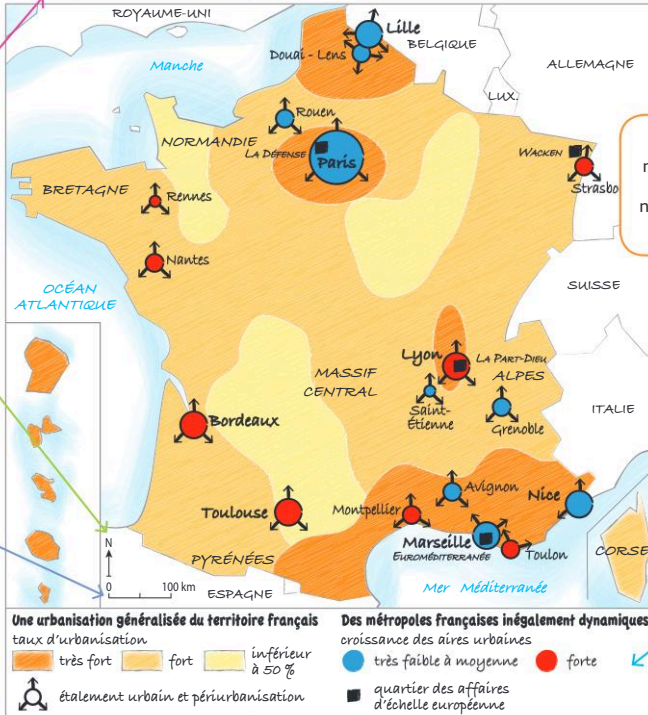 ROYAUME-UNI
Lille
Douai - Lens
BELGIQUE
ALLEMAGNE
Manche
LUX.
Rouen
NORMANDIE
LA DÉFENSE
Paris
WACKEN
Strasbo
BRETAGNE
Rennes
Nantes
OCÉAN
ATLANTIQUE
SUISSE
MASSIF
CENTRAL
Lyon
LA PART-DIEU
ALPES
Saint-
Étienne
Grenoble
ITALIE
Bordeaux
Toulouse
Montpellier
Avignon
Nice
Marseille
EUROMÉDITERRANÉE
Toulon
CORSE
PYRÉNÉES
ESPAGNE
Mer Méditerranée
N
0 100 km
Une urbanisation généralisée du territoire français
taux d'urbanisation
très fort
fort
inférieur
à 50 %
étalement urbain et périurbanisation
Des métropoles françaises inégalement dynamiques
croissance des aires urbaines
très faible à moyenne
forte
quartier des affaires
d'échelle européenne